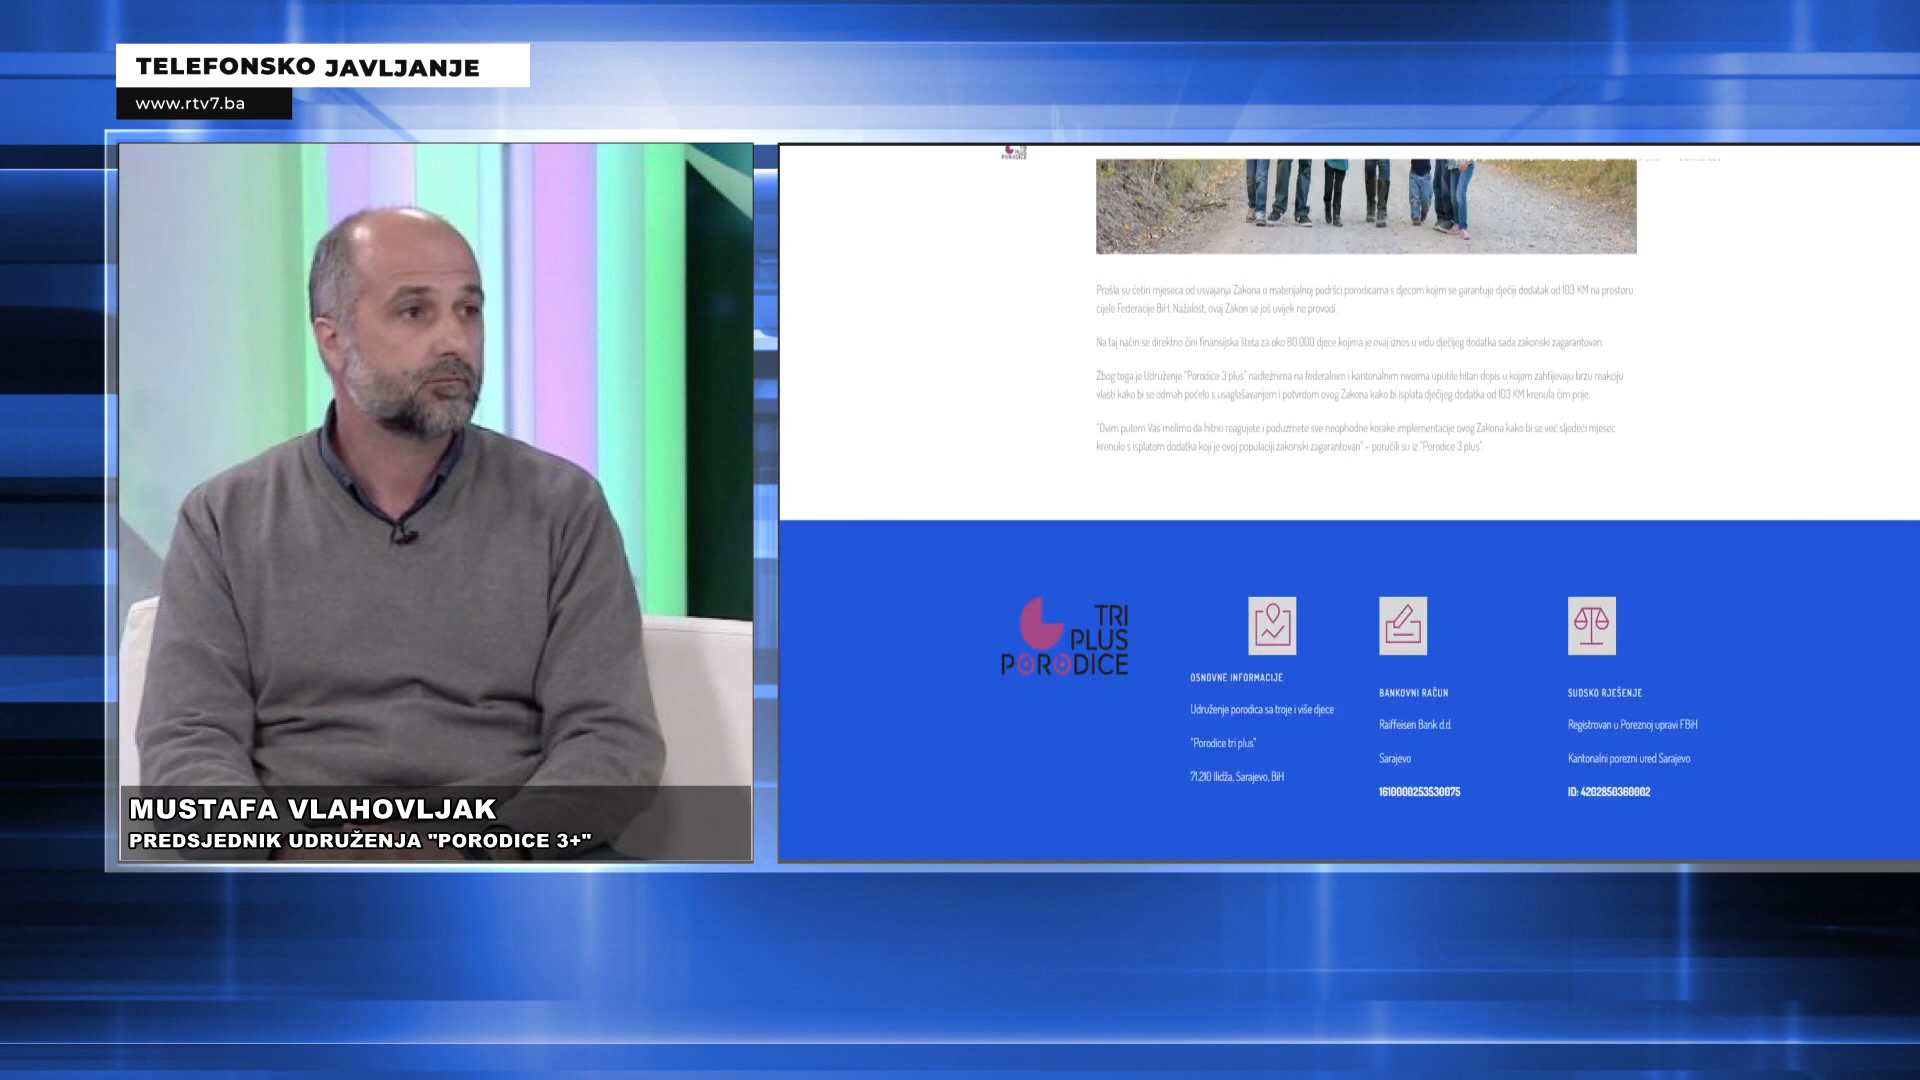 TELEFONSKO JAVLJANJE
www.rtv7.ba
Prošla su četiri mjeseca od usvajanja Zakona o materijalnoj podršci porodicama s djecom kojim se garantuje dječiji dodatak od 103 KM na prostoru
cijele Federacije BiH. Nažalost, ovaj Zakon se još uvijek ne provodi.
Na taj način se direktno čini finansijska šteta za oko 80.000 djece kojima je ovaj iznos u vidu dječijeg dodatka sada zakonski zagarantovan.
Zbog toga je Udruženje "Porodice 3 plus" nadležnima na federalnim i kantonalnim nivoima uputile hitan dopis u kojem zahtijevaju brzu reakciju
vlasti kako bi se odmah počelo s usaglašavanjem i potvrdom ovog Zakona kako bi isplata dječijeg dodatka od 103 KM krenula čim prije.
"Ovim putem Vas molimo da hitno reagujete i poduzmete sve neophodne korake implementacije ovog Zakona kako bi se već sljedeći mjesec
krenulo s isplatom dodatka koji je ovoj populaciji zakonski zagarantovan" – poručili su iz "Porodice 3 plus".
TRI
PLUS
PORODICE
OSNOVNE INFORMACIJE
Udruženje porodica sa troje i više djece
"Porodice tri plus"
71.210 Ilidža, Sarajevo, BiH
BANKOVNI RAČUN
Raiffeisen Bank d.d.
Sarajevo
1610000253530075
SUDSKO RJEŠENJE
Registrovan u Poreznoj upravi FBiH
Kantonalni porezni ured Sarajevo
ID: 4202850360002
MUSTAFA VLAHOVLJAK
PREDSJEDNIK UDRUŽENJA "PORODICE 3+"